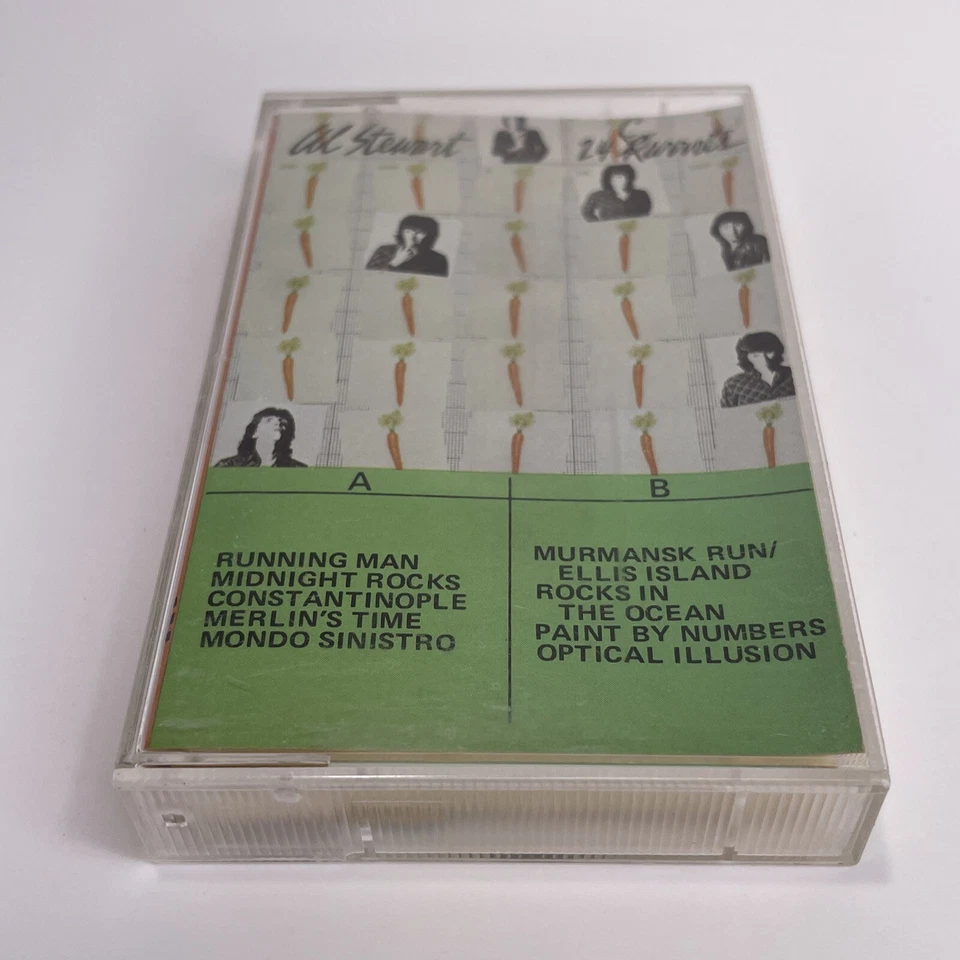 Al Stewart
24 Carrots
A
RUNNING MAN
MIDNIGHT ROCKS
CONSTANTINOPLE
MERLIN'S TIME
MONDO SINISTRO
B
MURMANSK RUN/
ELLIS ISLAND
ROCKS IN
THE OCEAN
PAINT BY NUMBERS
OPTICAL ILLUSION